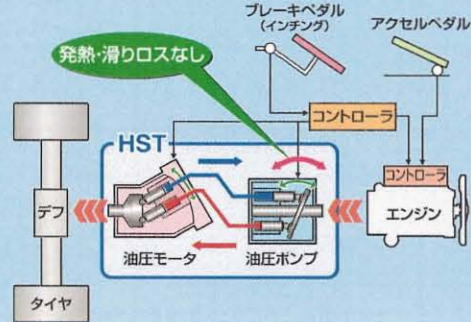 ブレーキペダル
(インチング)
アクセルペダル
発熱・滑りロスなし
コントローラ
HST
コントローラ
デフ
エンジン
油圧モータ
油圧ポンプ
タイヤ